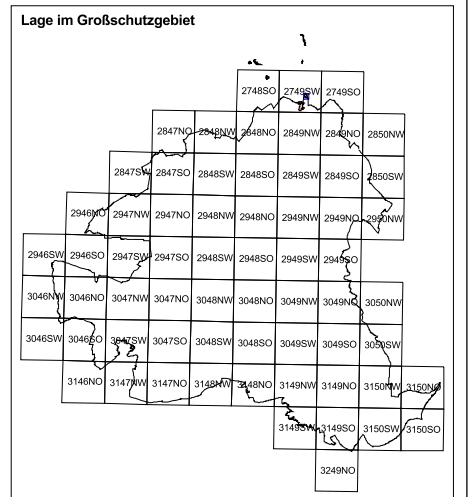 Lage im Großschutzgebiet
2748SO 2749SW 2749SO
2847NO 2848NW 2848NO 2849NW 2849NO 2850NW
2847SW 2847SO 2848SW 2848SO 2849SW 2849SO 2850SW
2946NO 2947NW 2947NO 2948NW 2948NO 2949NW 2949NO 2950NW
2946SW 2946SO 2947SW 2947SO 2948SW 2948SO 2949SW 2949SO
3046NW 3046NO 3047NW 3047NO 3048NW 3048NO 3049NW 3049NO 3050NW
3046SW 3046SO 3047SW 3047SO 3048SW 3048SO 3049SW 3049SO 3050SW
3146NO 3147NW 3147NO 3148NW 3148NO 3149NW 3149NO 3150NW 3150NO
3149SW 3149SO 3150SW 3150SO
3249NO